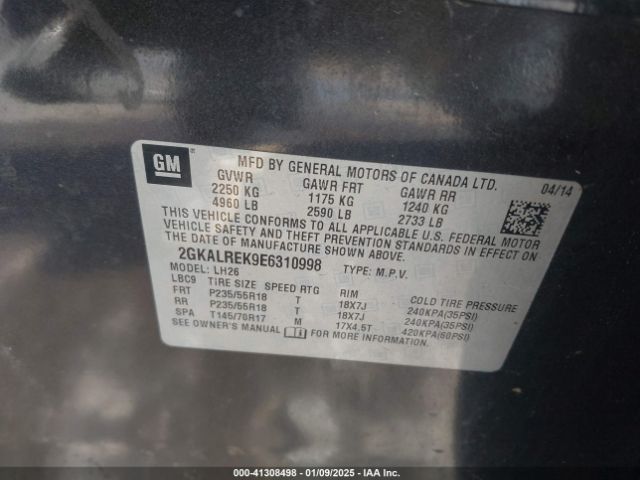 GM
MFD BY GENERAL MOTORS OF CANADA LTD.
04/14
GVWR GAWR FRT GAWR RR
2250 KG 1175 KG 1240 KG
4960 LB 2590 LB 2733 LB
THIS VEHICLE CONFORMS TO ALL APPLICABLE U.S. FEDERAL MOTOR
VEHICLE SAFETY AND THEFT PREVENTION STANDARDS IN EFFECT ON
THE DATE OF MANUFACTURE SHOWN ABOVE.
2GKALREK9E6310998 TYPE: M.P.V.
MODEL: LH26
LBC9 TIRE SIZE SPEED RTG RIM COLD TIRE PRESSURE
FRT P235/55R18 T 18X7J 240KPA(35PSI)
RR P235/55R18 T 18X7J 240KPA(35PSI)
SPA T145/70R17 M 17X4.5T 420KPA(60PSI)
SEE OWNER'S MANUAL FOR MORE INFORMATION.
000-41308498 - 01/09/2025 - IAA Inc.